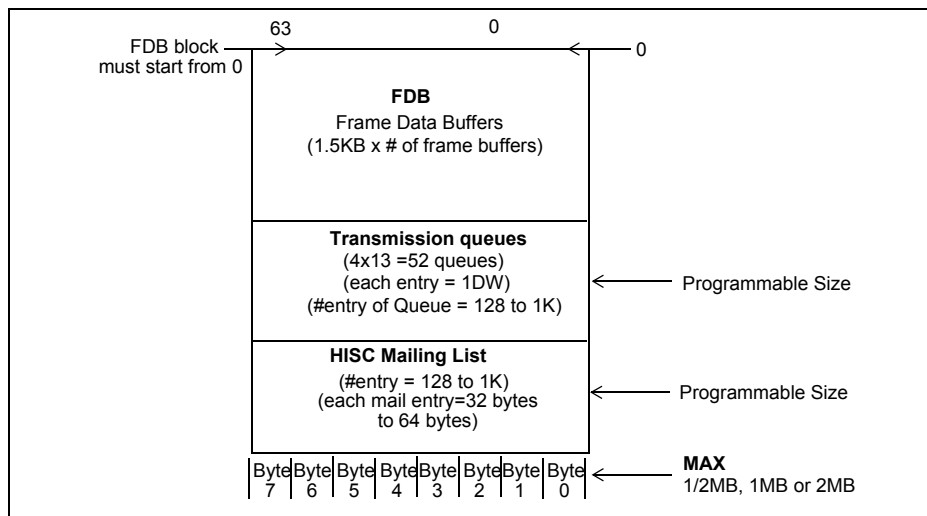 63
0
FDB block
must start from 0
0
FDB
Frame Data Buffers
(1.5KB x # of frame buffers)
Transmission queues
(4x13 =52 queues)
(each entry = 1DW)
(#entry of Queue = 128 to 1K)
Programmable Size
HISC Mailing List
(#entry = 128 to 1K)
(each mail entry=32 bytes
to 64 bytes)
Programmable Size
Byte Byte Byte Byte Byte Byte Byte Byte
7 6 5 4 3 2 1 0
MAX
1/2MB, 1MB or 2MB